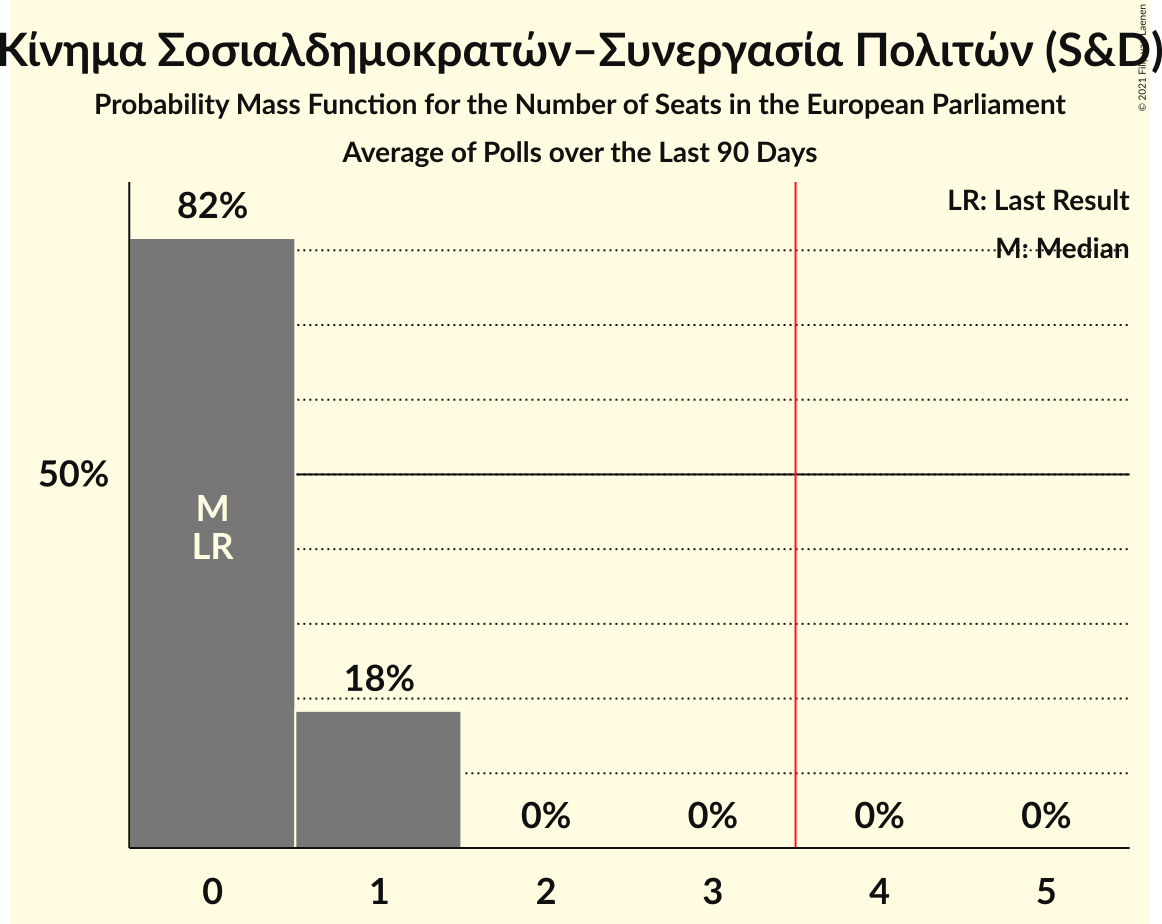 Κίνημα Σοσιαλδημοκρατών–Συνεργασία Πολιτών (S&D)
© 2021 Laenen
Probability Mass Function for the Number of Seats in the European Parliament
Average of Polls over the Last 90 Days
LR: Last Result
M: Median
82%
50%
M
LR
18%
0% 0% 0% 0%
0 1 2 3 4 5